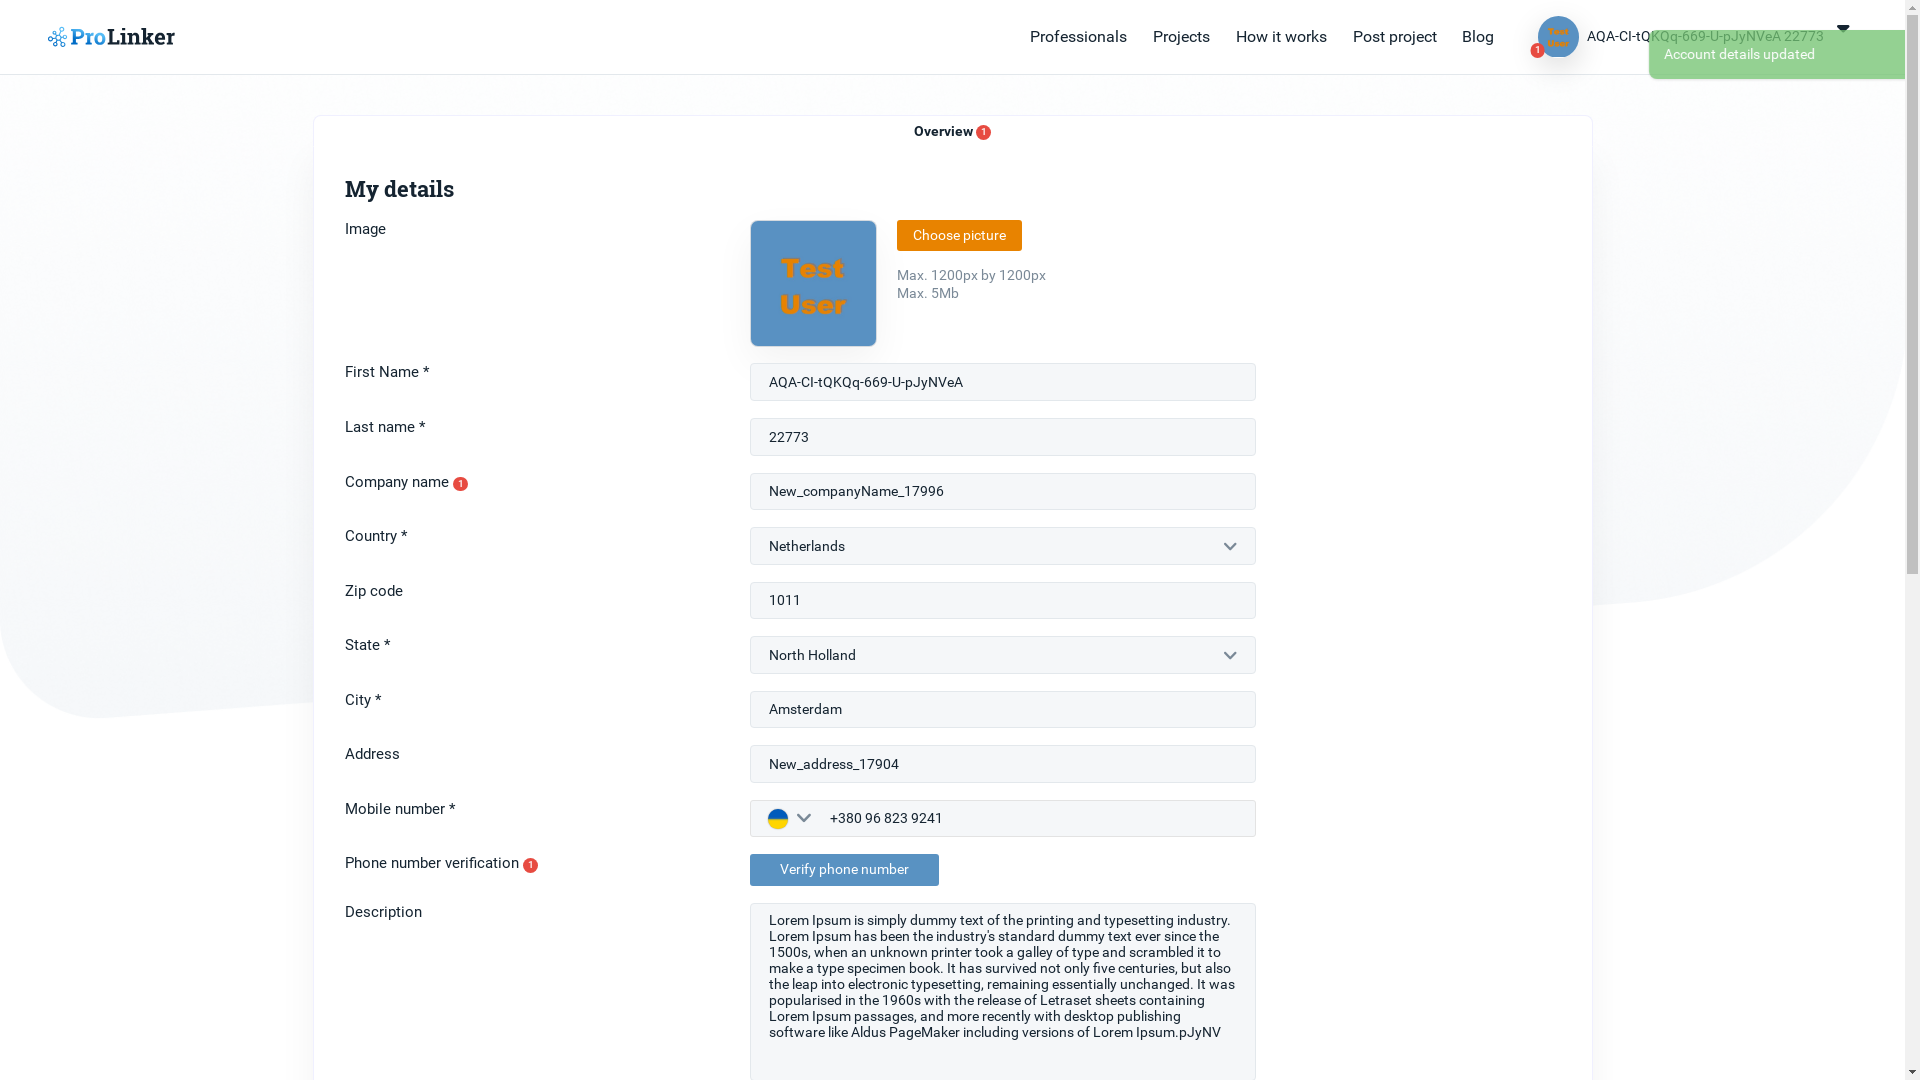 ProLinker
Professionals
Projects
How it works
Post project
Blog
Test
User
1
AQA-CI-tQKQq-669-U-pJyNVeA 22773
Account details updated
Overview 1
My details
Image
Test
User
Choose picture
Max. 1200px by 1200px
Max. 5Mb
First Name *
AQA-CI-tQKQq-669-U-pJyNVeA
Last name *
22773
Company name 1
New_companyName_17996
Country *
Netherlands
Zip code
1011
State *
North Holland
City *
Amsterdam
Address
New_address_17904
Mobile number *
+380 96 823 9241
Phone number verification 1
Verify phone number
Description
Lorem Ipsum is simply dummy text of the printing and typesetting industry.
Lorem Ipsum has been the industry's standard dummy text ever since the
1500s, when an unknown printer took a galley of type and scrambled it to
make a type specimen book. It has survived not only five centuries, but also
the leap into electronic typesetting, remaining essentially unchanged. It was
popularised in the 1960s with the release of Letraset sheets containing
Lorem Ipsum passages, and more recently with desktop publishing
software like Aldus PageMaker including versions of Lorem Ipsum.pJyNV